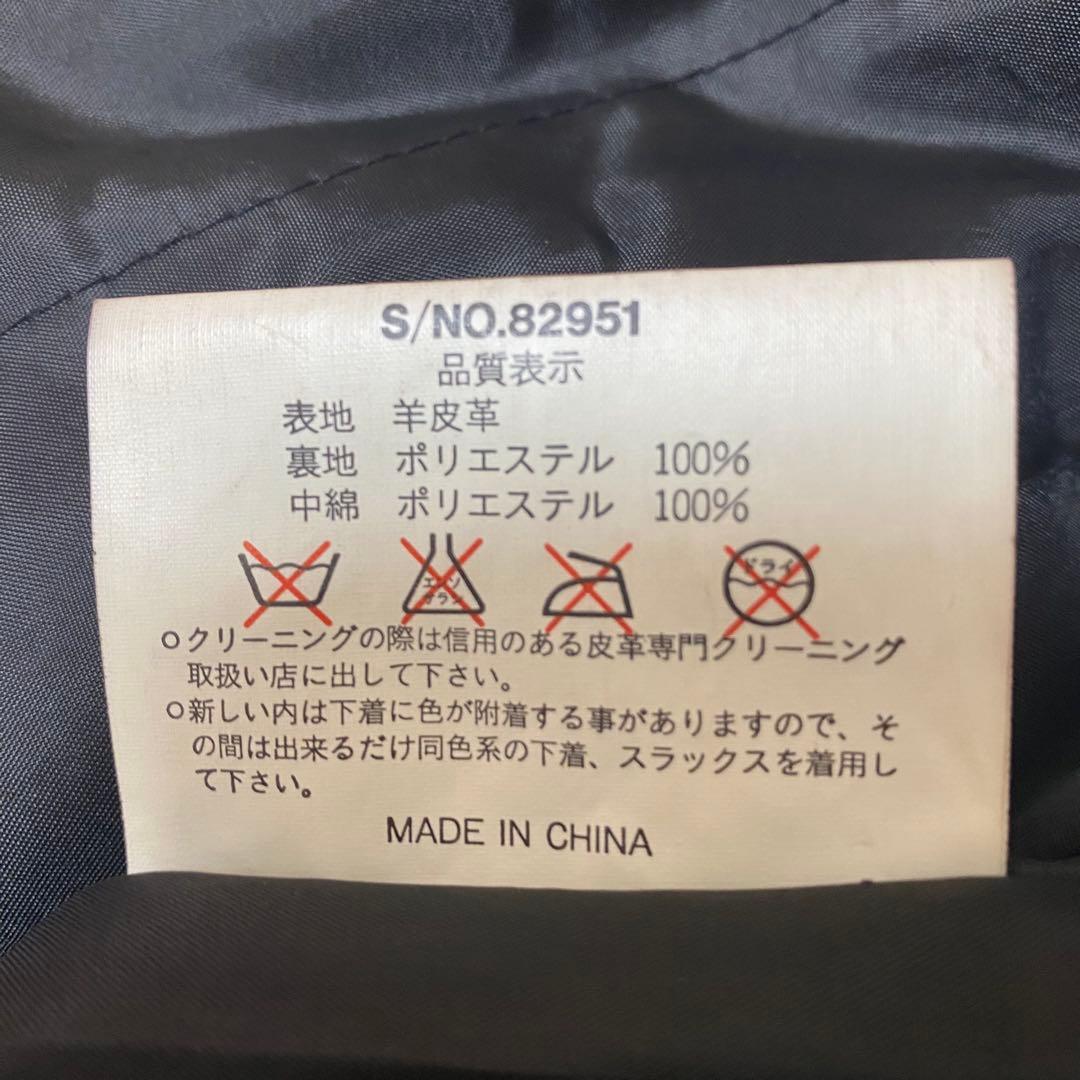 S/NO.82951
品質表示
表地 羊皮革
裏地 ポリエステル 100%
中綿 ポリエステル 100%
エンソ
サラシ
ドライ
○クリーニングの際は信用のある皮革専門クリーニング
取扱い店に出して下さい。
○新しい内は下着に色が附着する事がありますので、そ
の間は出来るだけ同色系の下着、スラックスを着用し
て下さい。
MADE IN CHINA